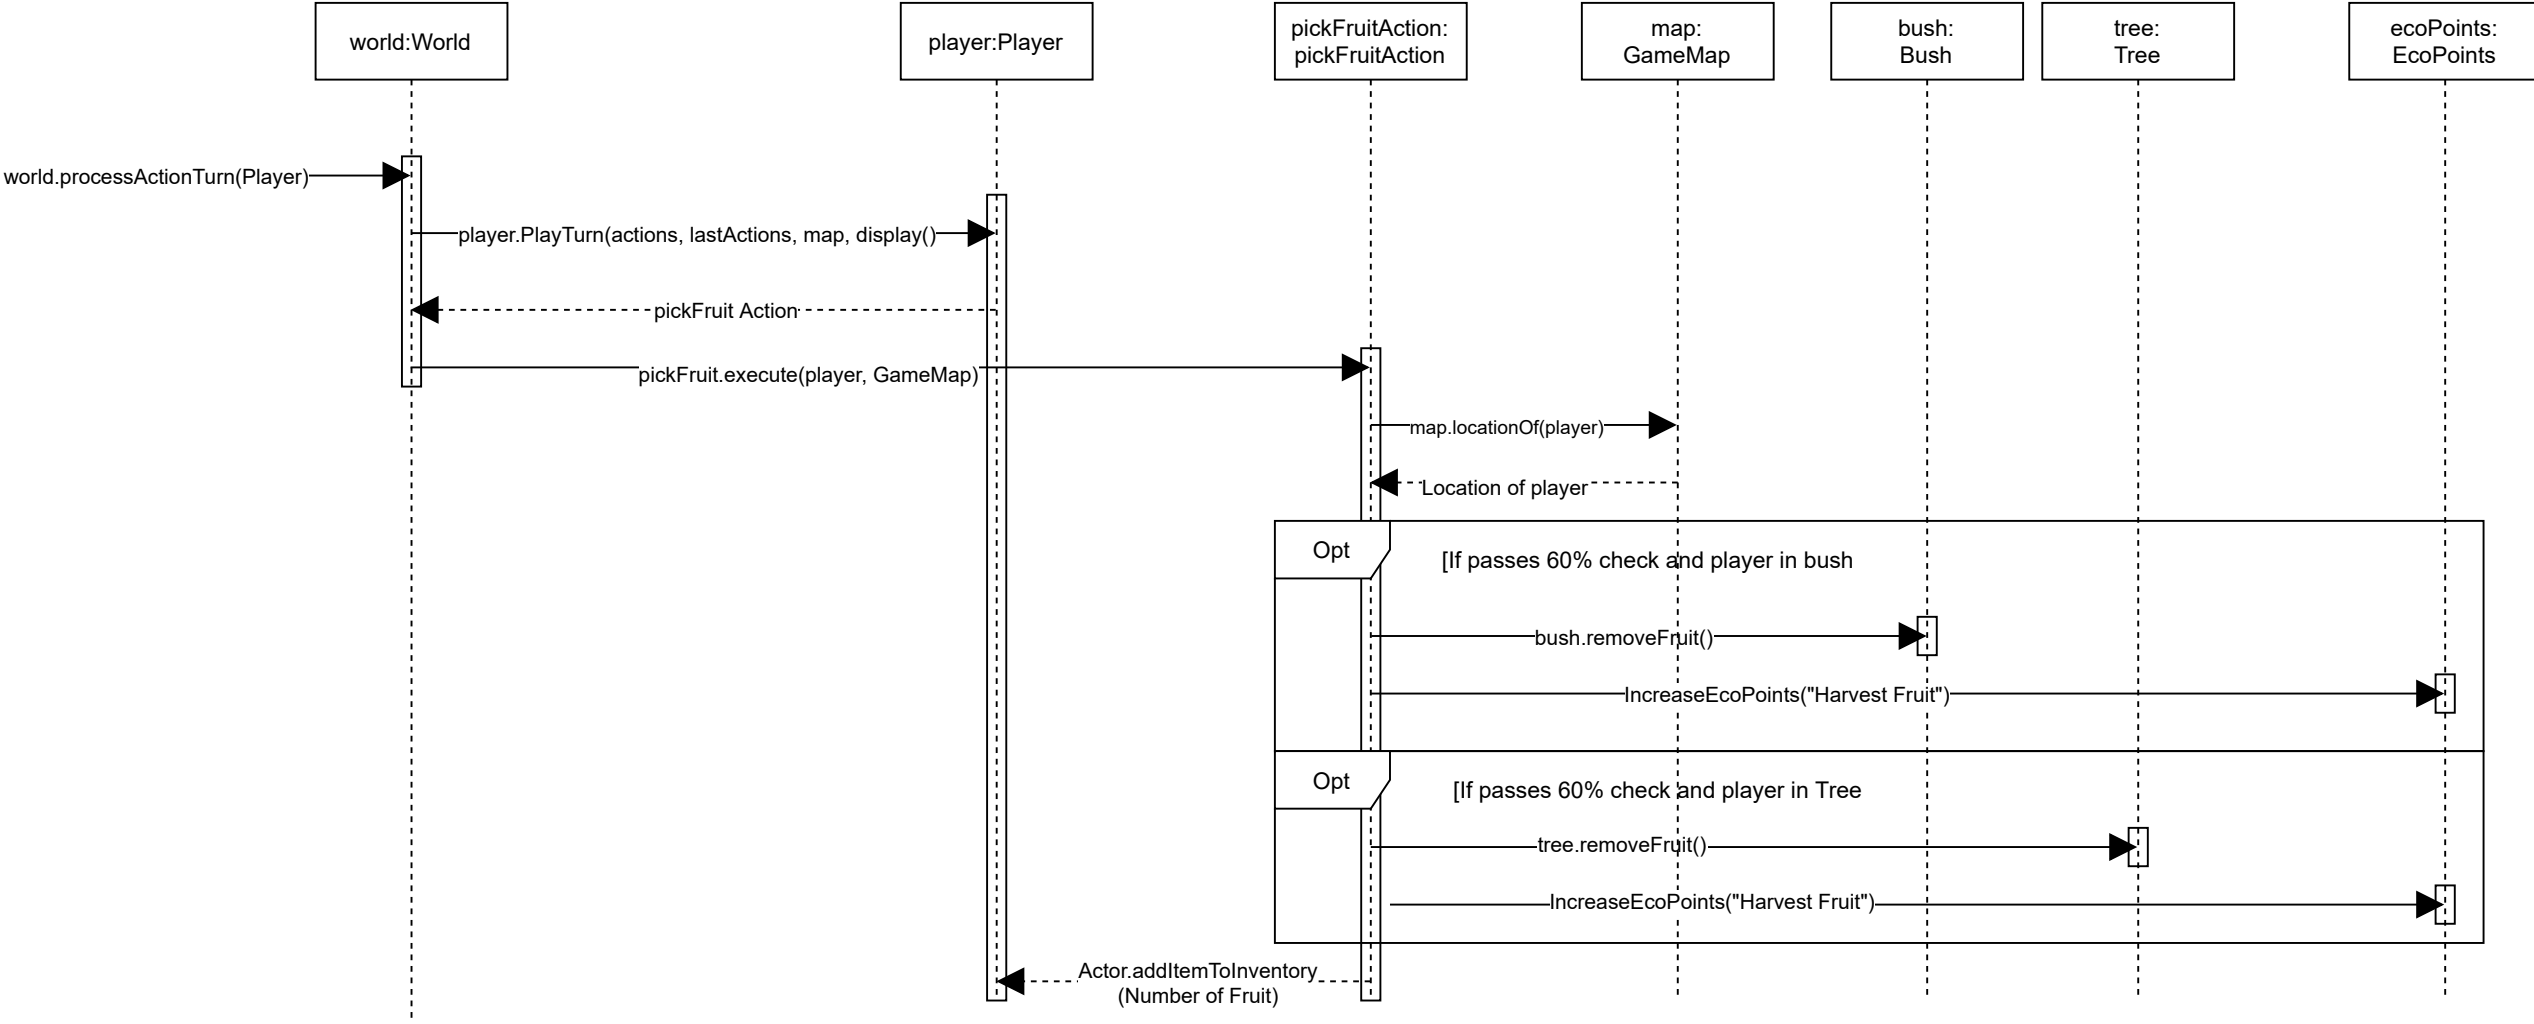 world:World
player:Player
pickFruitAction:
pickFruitAction
map:
GameMap
bush:
Bush
tree:
Tree
ecoPoints:
EcoPoints
world.processActionTurn(Player)
player.PlayTurn(actions, lastActions, map, display()
pickFruit Action
pickFruit.execute(player, GameMap)
map.locationOf(player)
Location of player
Opt
[If passes 60% check and player in bush
bush.removeFruit()
IncreaseEcoPoints("Harvest Fruit")
Opt
[If passes 60% check and player in Tree
tree.removeFruit()
IncreaseEcoPoints("Harvest Fruit")
Actor.addItemToInventory
(Number of Fruit)